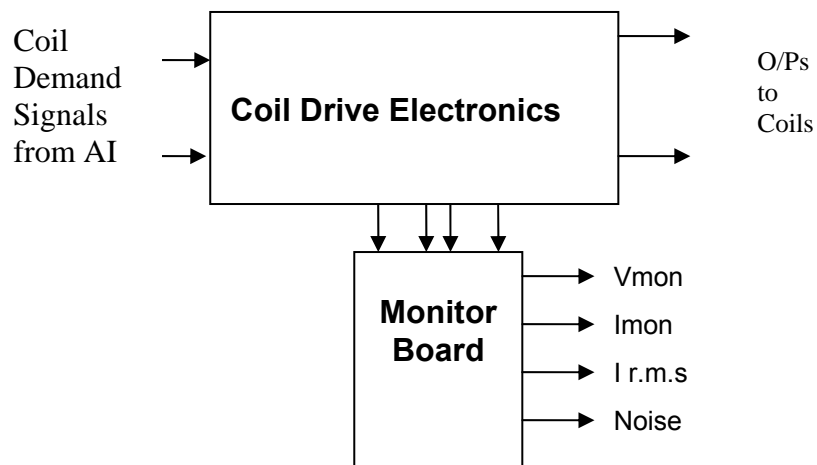 Coil
Demand
Signals
from AI
Coil Drive Electronics
O/Ps
to
Coils
Monitor
Board
Vmon
Imon
I r.m.s
Noise